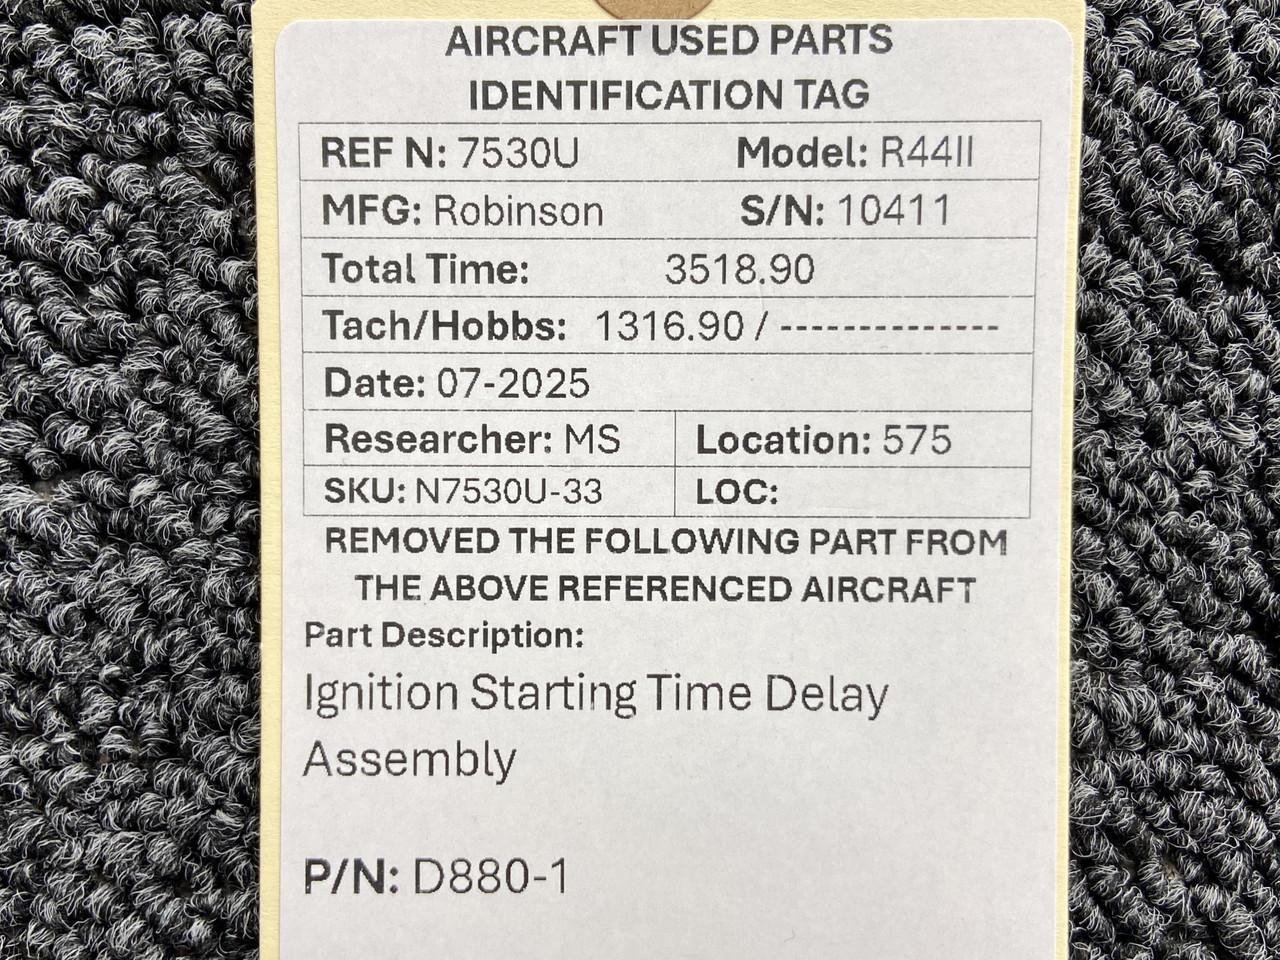 AIRCRAFT USED PARTS
IDENTIFICATION TAG
REF N: 7530U Model: R44II
MFG: Robinson S/N: 10411
Total Time: 3518.90
Tach/Hobbs: 1316.90 / --------------
Date: 07-2025
Researcher: MS Location: 575
SKU: N7530U-33 LOC:
REMOVED THE FOLLOWING PART FROM
THE ABOVE REFERENCED AIRCRAFT
Part Description:
Ignition Starting Time Delay
Assembly
P/N: D880-1